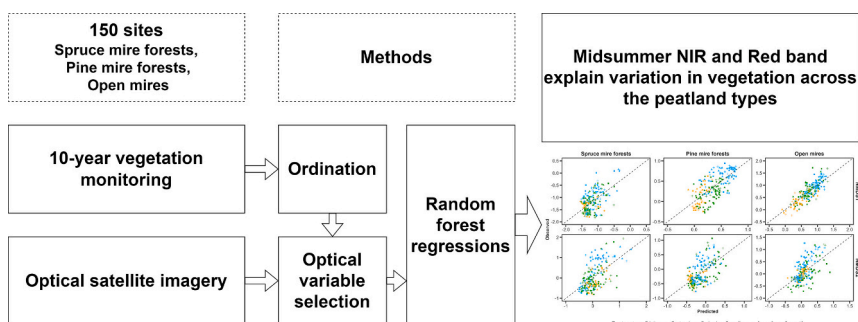 150 sites
Spruce mire forests,
Pine mire forests,
Open mires
Methods
Midsummer NIR and Red band
explain variation in vegetation across
the peatland types
10-year vegetation
monitoring
Ordination
Random
forest
regressions
Optical satellite imagery
Optical
variable
selection
Spruce mire forests
Pine mire forests
Open mires
Observed
Predicted